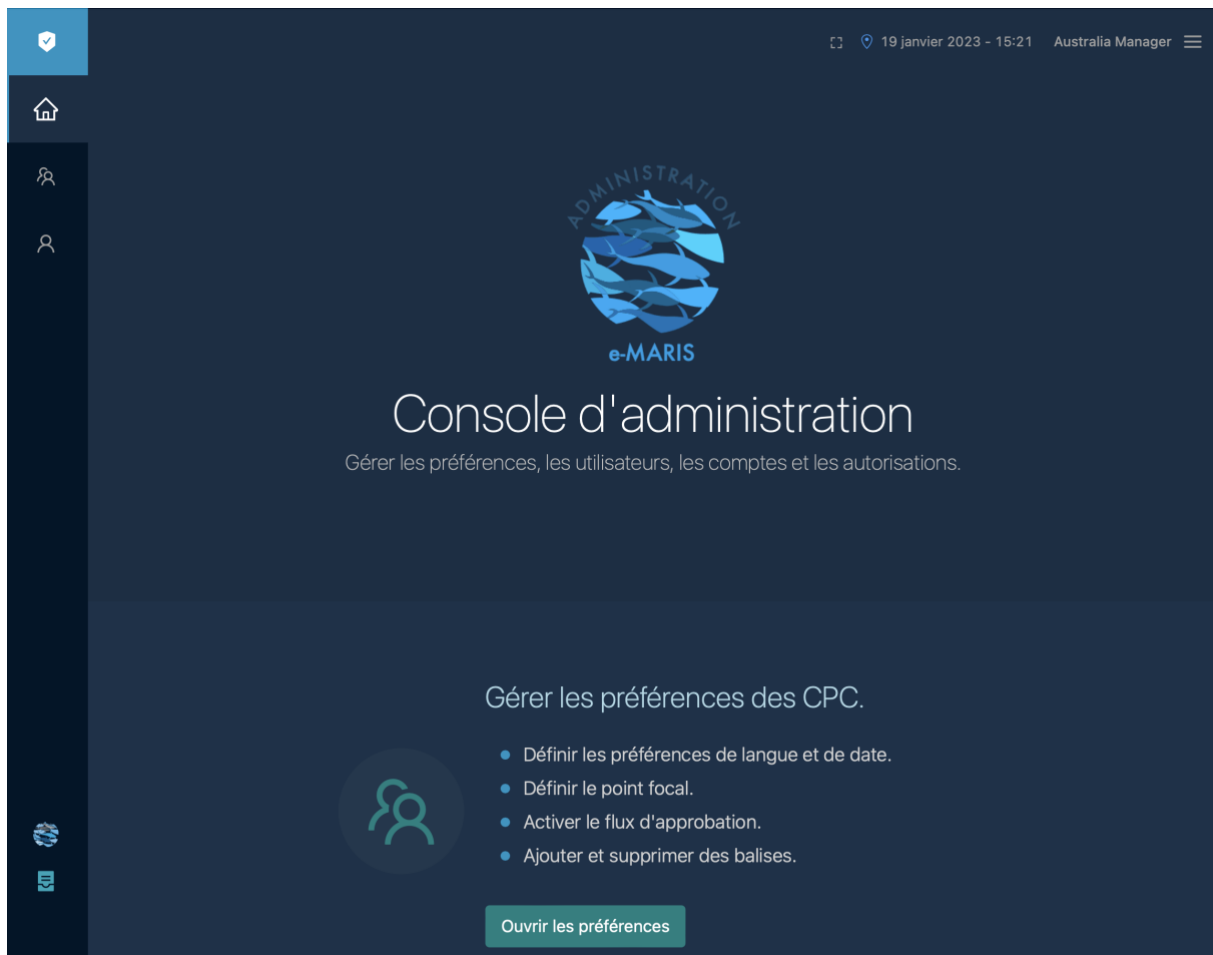 19 janvier 2023 - 15:21 Australia Manager
ADMINISTRATION
e-MARIS
Console d'administration
Gérer les préférences, les utilisateurs, les comptes et les autorisations.
Gérer les préférences des CPC.
Définir les préférences de langue et de date.
Définir le point focal.
Activer le flux d'approbation.
Ajouter et supprimer des balises.
Ouvrir les préférences